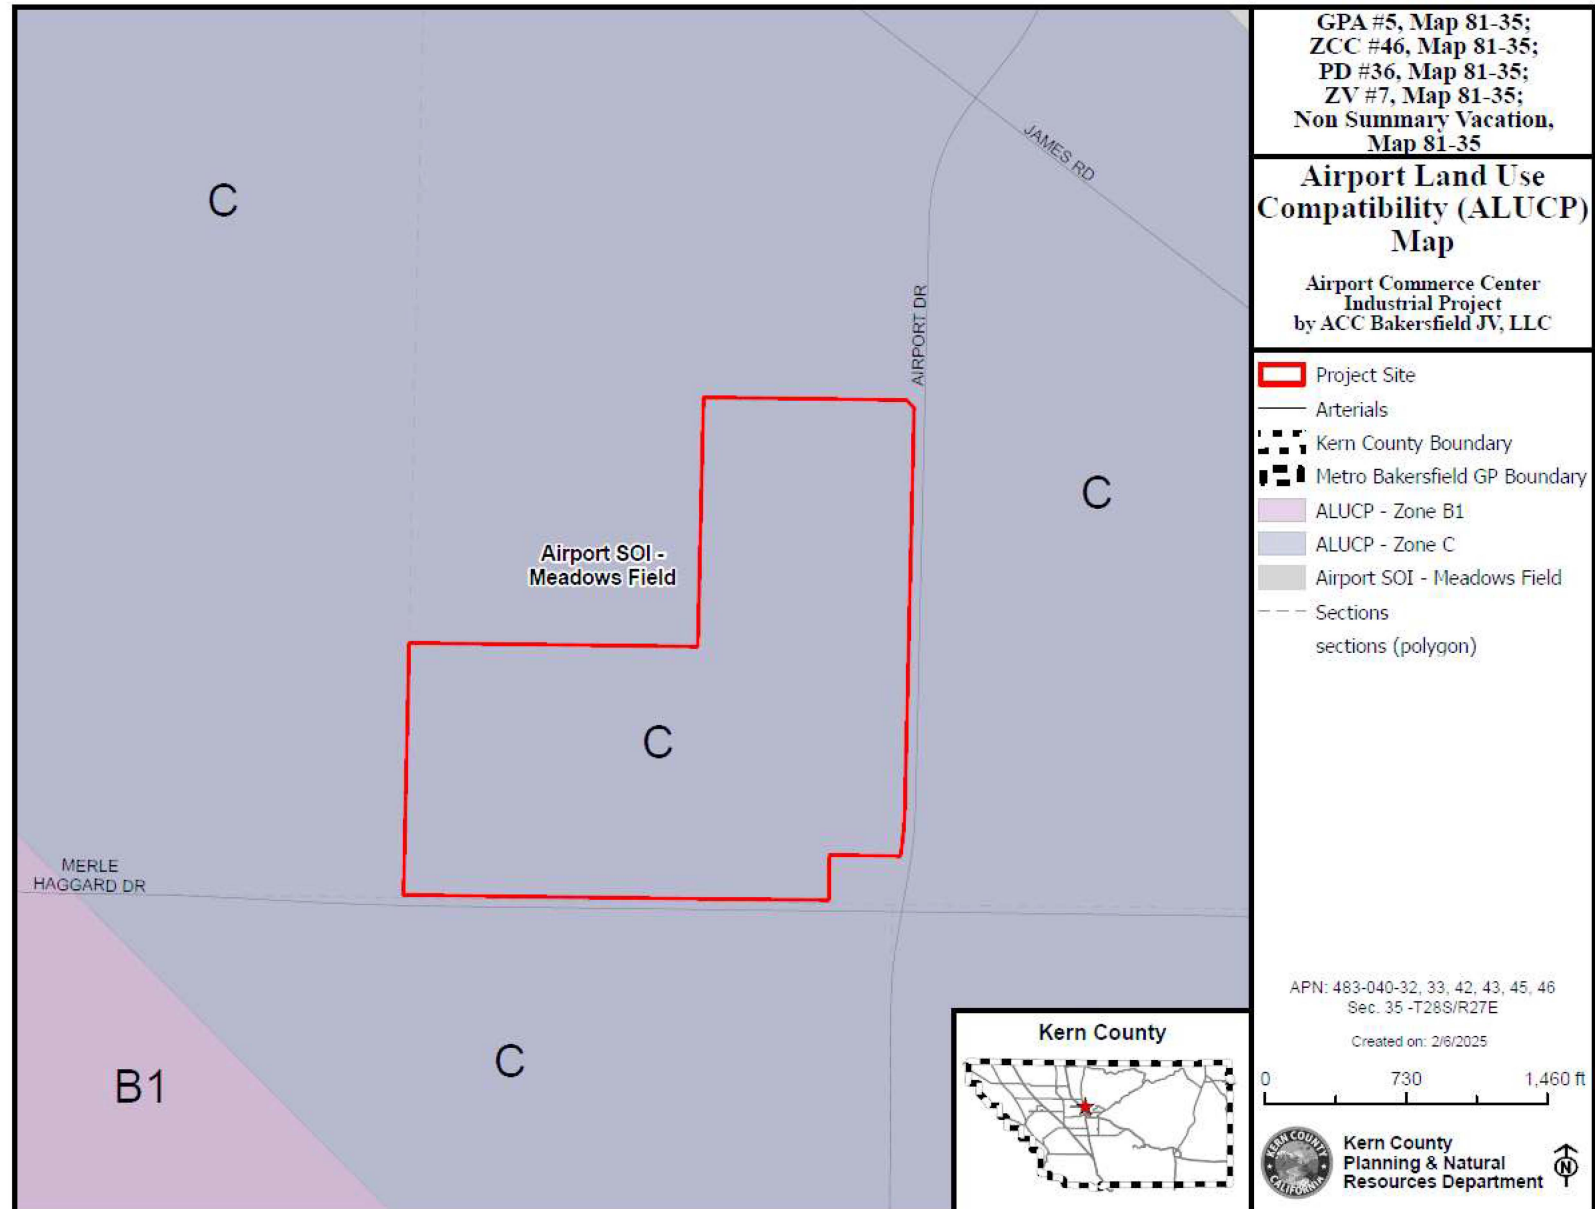 GPA #5, Map 81-35;
ZCC #46, Map 81-35;
PD #36, Map 81-35;
ZV #7, Map 81-35;
Non Summary Vacation,
Map 81-35
Airport Land Use
Compatibility (ALUCP)
Map
Airport Commerce Center
Industrial Project
by ACC Bakersfield JV, LLC
Project Site
Arterials
Kern County Boundary
Metro Bakersfield GP Boundary
ALUCP - Zone B1
ALUCP - Zone C
Airport SOI - Meadows Field
Sections
sections (polygon)
APN: 483-040-32, 33, 42, 43, 45, 46
Sec. 35 -T28S/R27E
Created on: 2/6/2025
0 730 1,460 ft
KERN COUNTY
CALIFORNIA
Kern County
Planning & Natural
Resources Department
N
C
JAMES RD
AIRPORT DR
C
Airport SOI -
Meadows Field
C
MERLE
HAGGARD DR
B1
C
Kern County